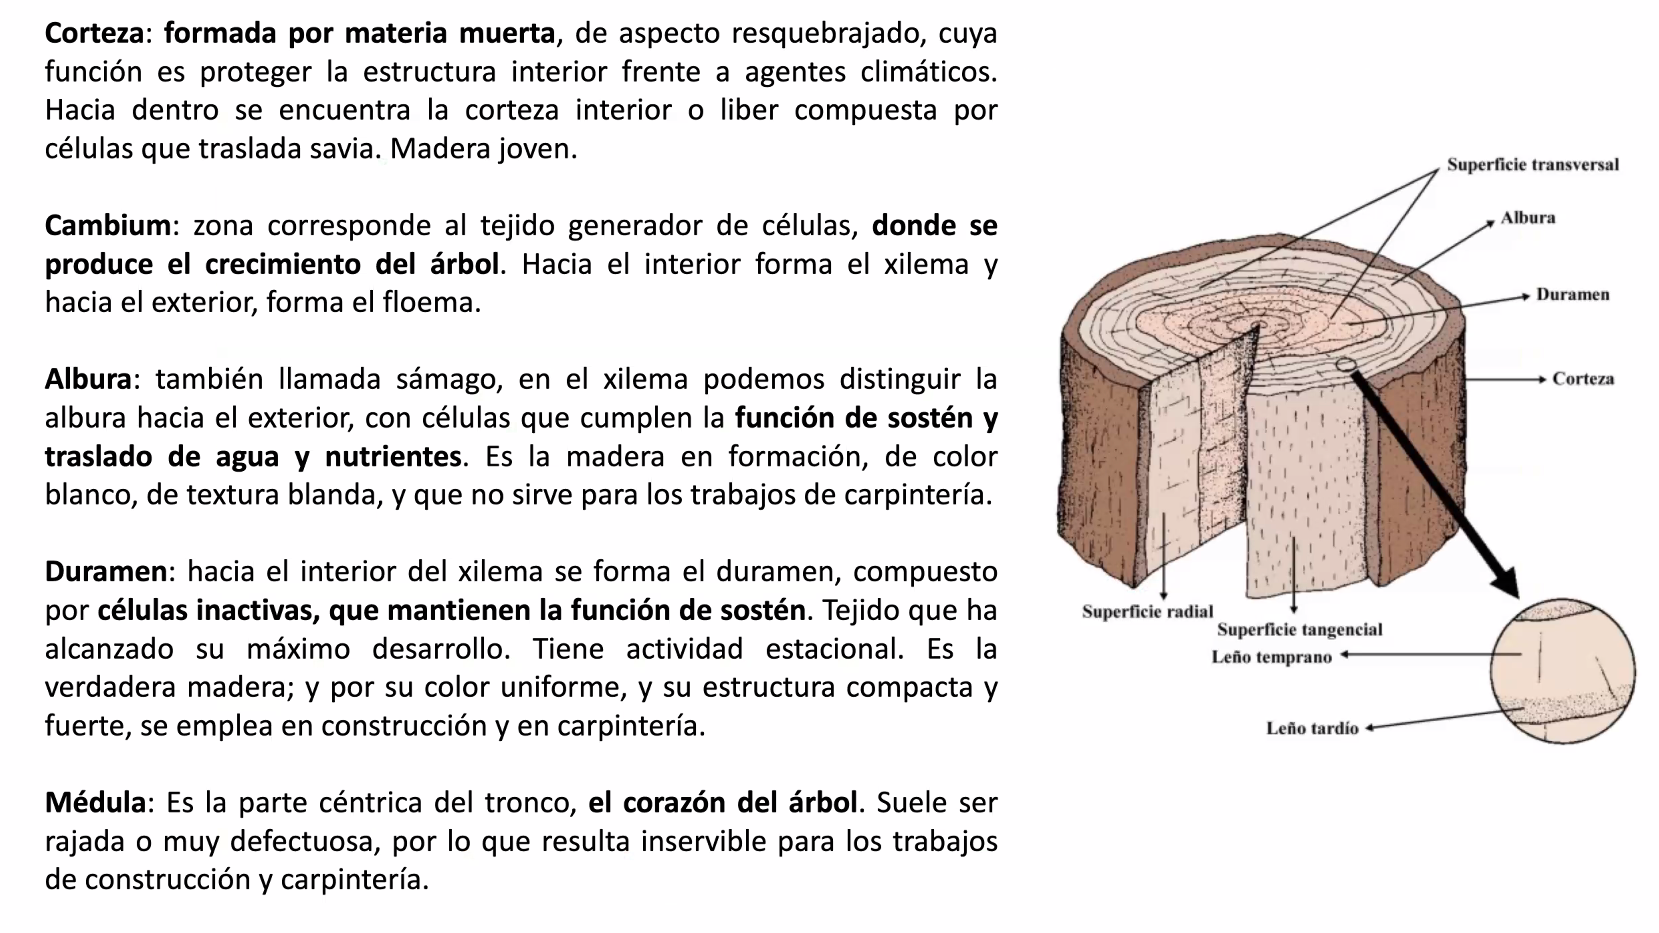 Corteza: formada por materia muerta, de aspecto resquebrajado, cuya
función es proteger la estructura interior frente a agentes climáticos.
Hacia dentro se encuentra la corteza interior o liber compuesta por
células que traslada savia. Madera joven.
Cambium: zona corresponde al tejido generador de células, donde se
produce el crecimiento del árbol. Hacia el interior forma el xilema y
hacia el exterior, forma el floema.
Albura: también llamada sámago, en el xilema podemos distinguir la
albura hacia el exterior, con células que cumplen la función de sostén y
traslado de agua y nutrientes. Es la madera en formación, de color
blanco, de textura blanda, y que no sirve para los trabajos de carpintería.
Duramen: hacia el interior del xilema se forma el duramen, compuesto
por células inactivas, que mantienen la función de sostén. Tejido que ha
alcanzado su máximo desarrollo. Tiene actividad estacional. Es la
verdadera madera; y por su color uniforme, y su estructura compacta y
fuerte, se emplea en construcción y en carpintería.
Médula: Es la parte céntrica del tronco, el corazón del árbol. Suele ser
rajada o muy defectuosa, por lo que resulta inservible para los trabajos
de construcción y carpintería.
Superficie transversal
Albura
Duramen
Corteza
Superficie radial
Superficie tangencial
Leño temprano
Leño tardío